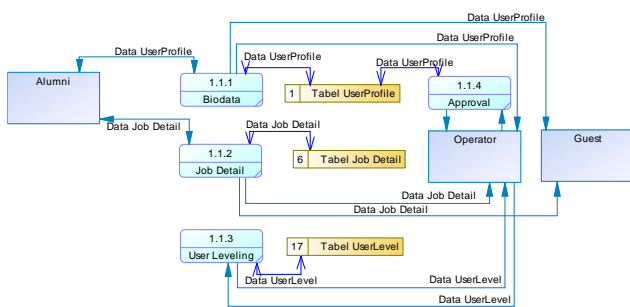 Data UserProfile
Data UserProfile
Data UserProfile
Data UserProfile
Data UserProfile
Alumni
1.1.1
Biodata
1 Tabel UserProfile
1.1.4
Approval
Data Job Detail
Data Job Detail
1.1.2
Job Detail
6 Tabel Job Detail
Operator
Guest
Data Job Detail
Data Job Detail
1.1.3
User Leveling
17 Tabel UserLevel
Data UserLevel
Data UserLevel
Data UserLevel